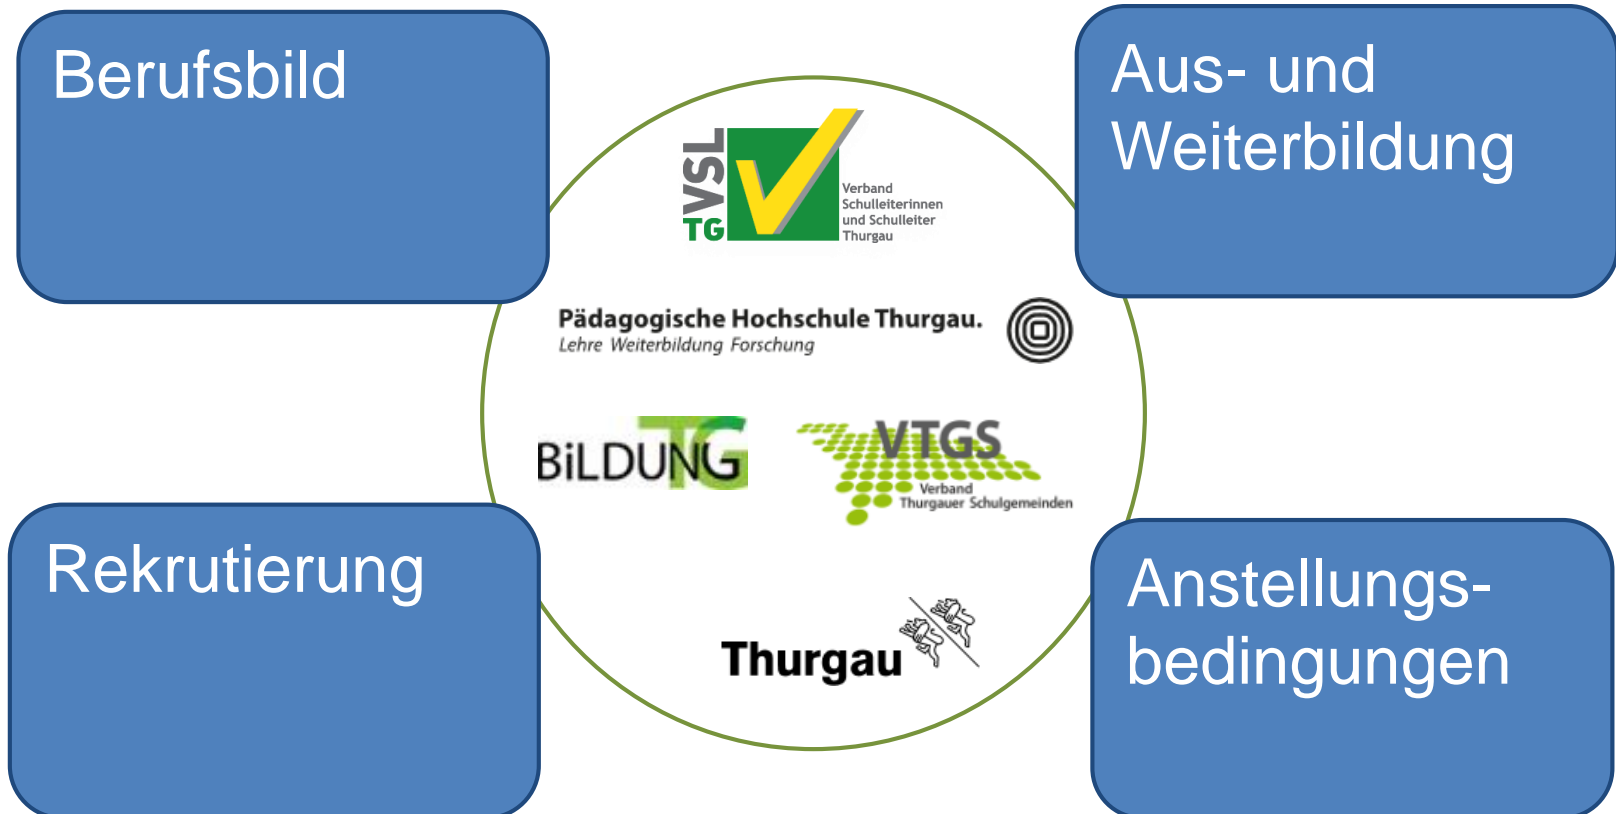 Berufsbild
Aus- und
Weiterbildung
VSL
TG
Verband
Schulleiterinnen
und Schulleiter
Thurgau
Pädagogische Hochschule Thurgau.
Lehre Weiterbildung Forschung
BiLDUNG
TG
VTGS
Verband
Thurgauer Schulgemeinden
Rekrutierung
Anstellungs-
bedingungen
Thurgau